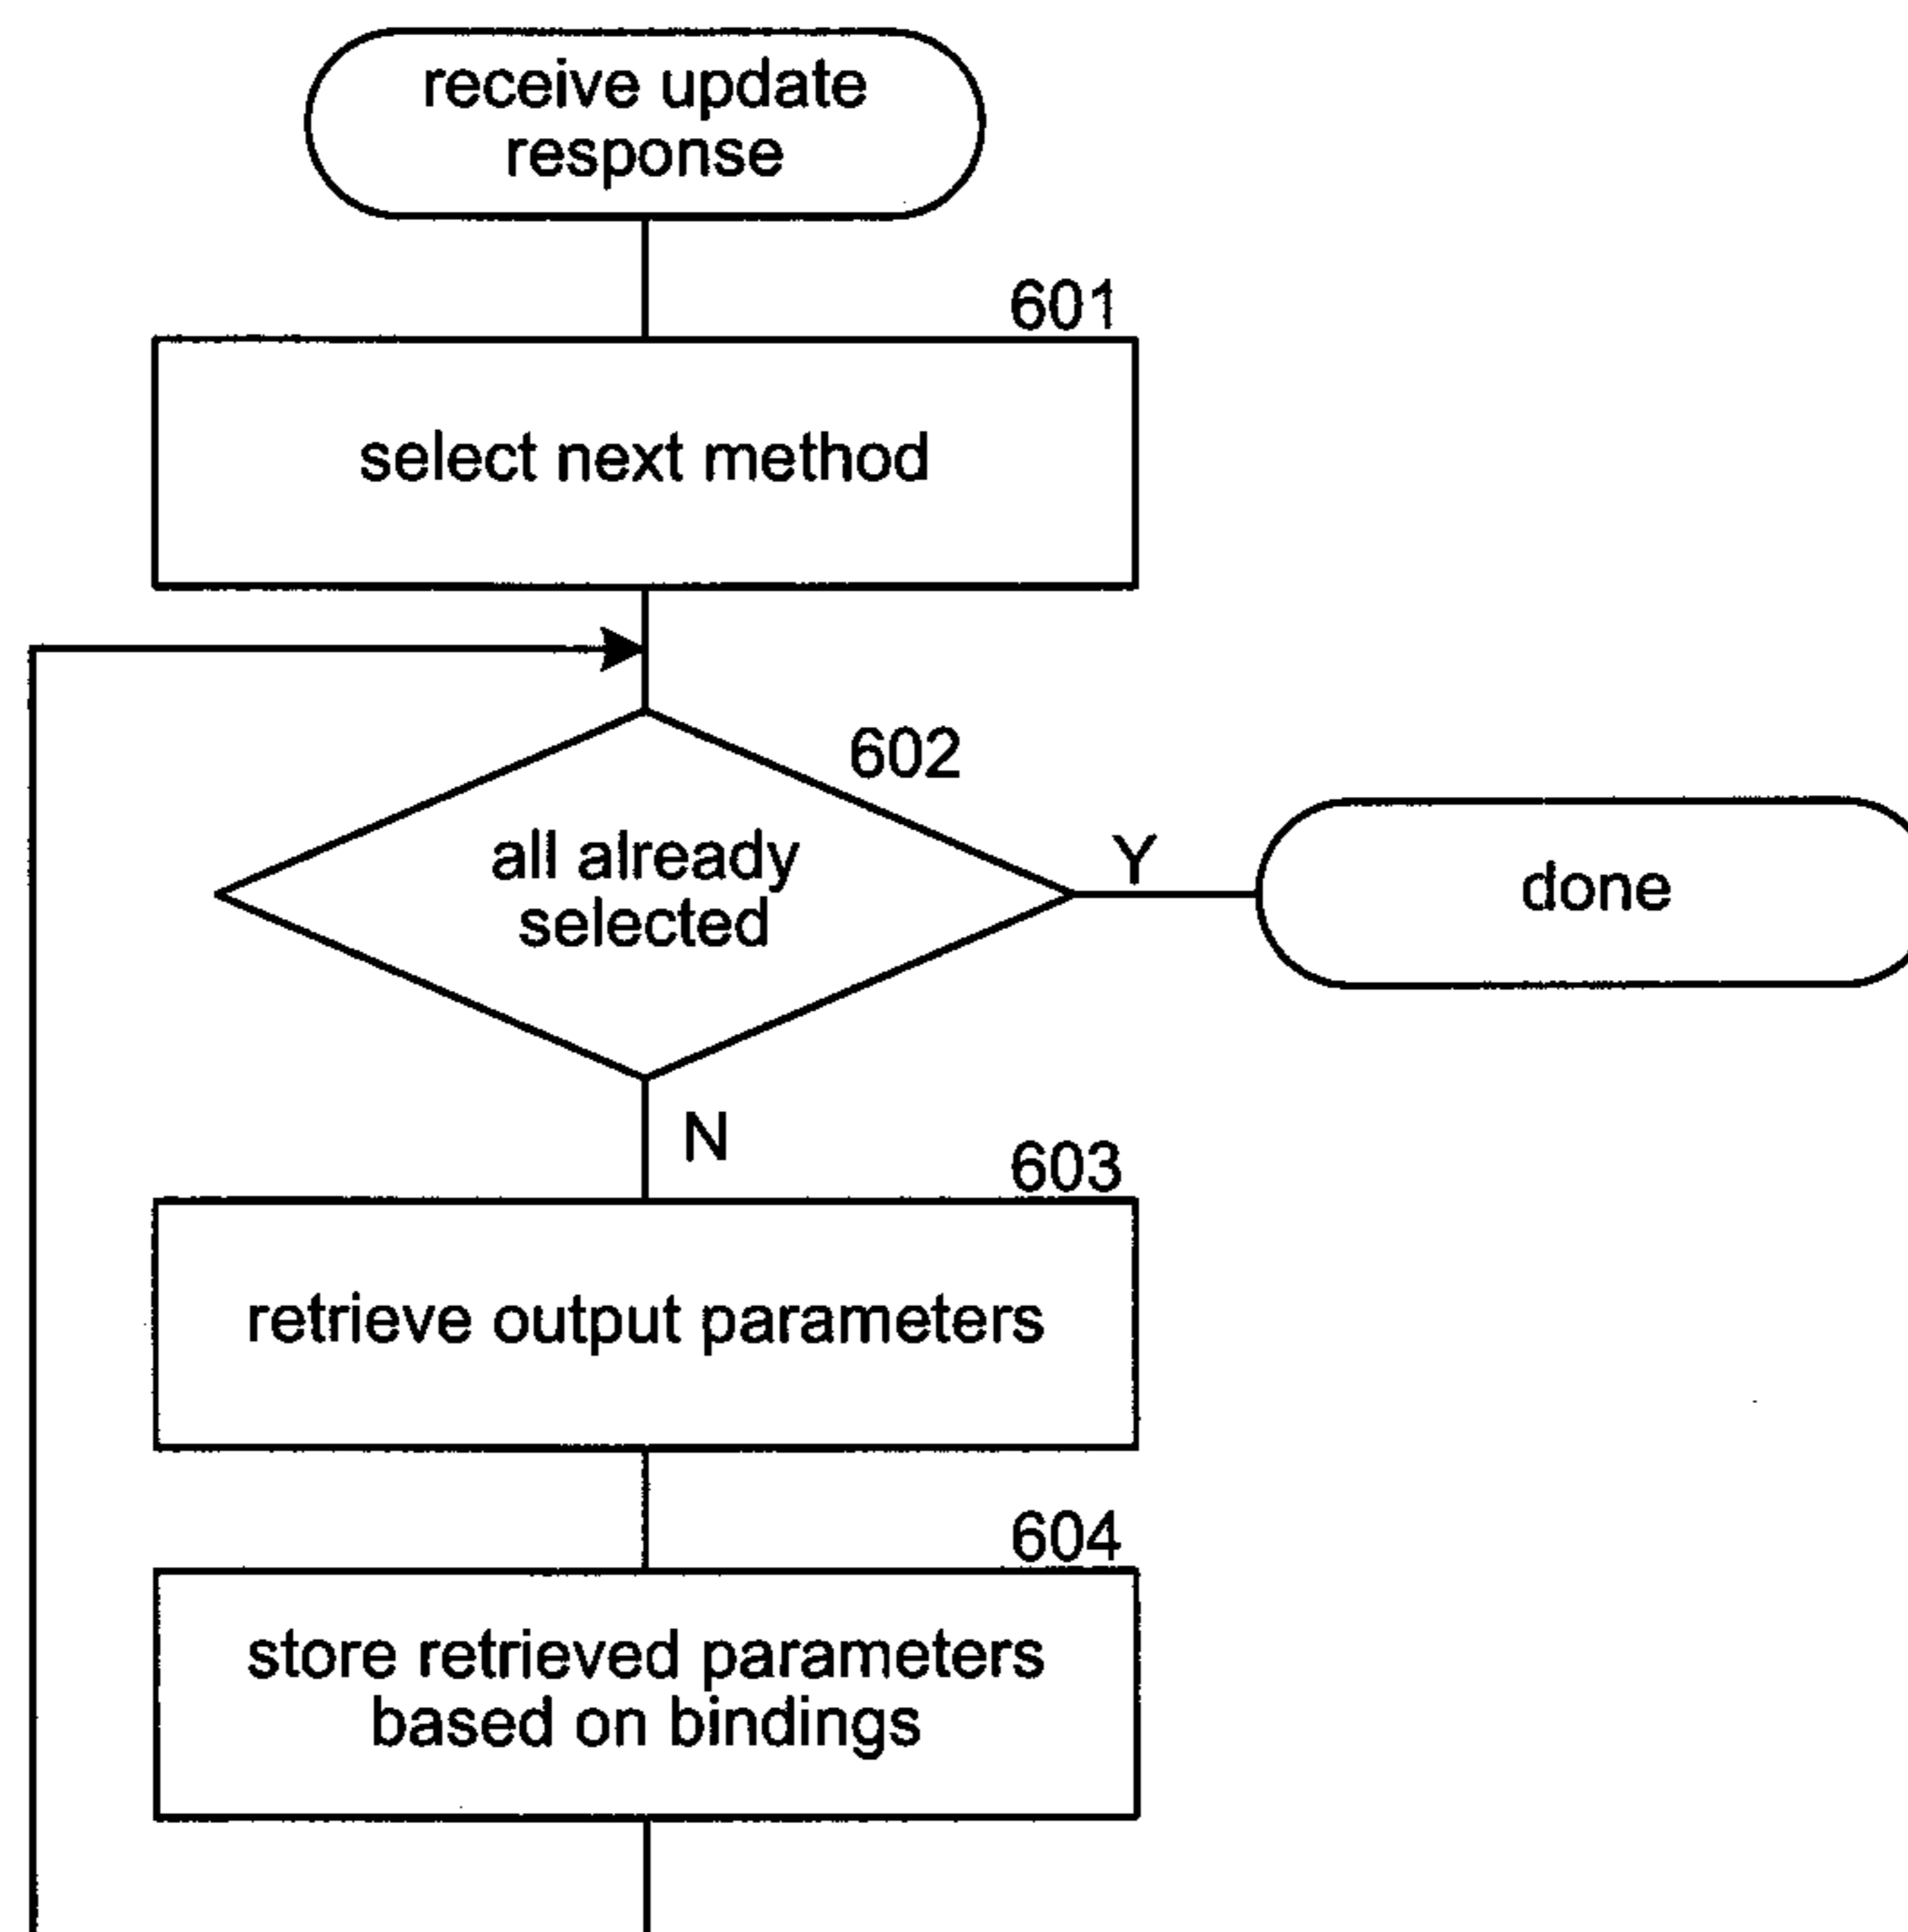 receive update
response
601
select next method
602
all already
selected
Y
done
N
603
retrieve output parameters
604
store retrieved parameters
based on bindings